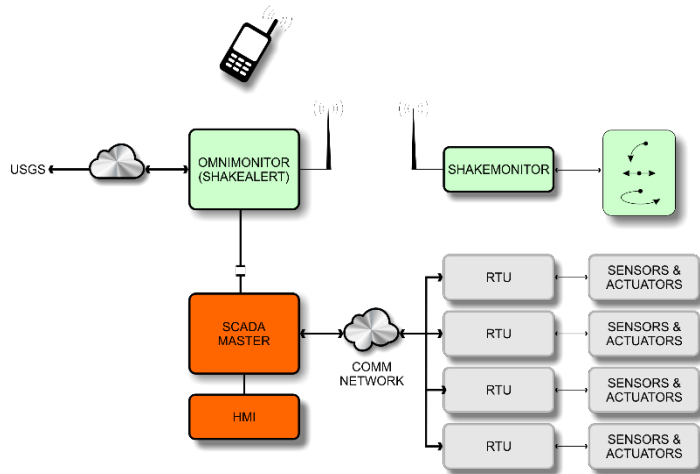 USGS
OMNIMONITOR
(SHAKEALERT)
SHAKEMONITOR
SCADA
MASTER
HMI
COMM
NETWORK
RTU
SENSORS &
ACTUATORS
RTU
SENSORS &
ACTUATORS
RTU
SENSORS &
ACTUATORS
RTU
SENSORS &
ACTUATORS